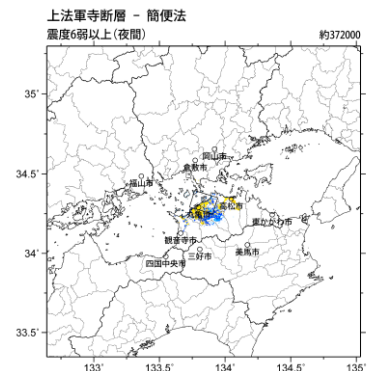 上法軍寺断層 – 簡便法
震度6弱以上(夜間) 約372000
35˚
34.5˚
34˚
33.5˚
岡山市
倉敷市
福山市
高松市
丸亀市
東かがわ市
観音寺市
美馬市
四国中央市 三好市
133˚ 133.5˚ 134˚ 134.5˚ 135˚